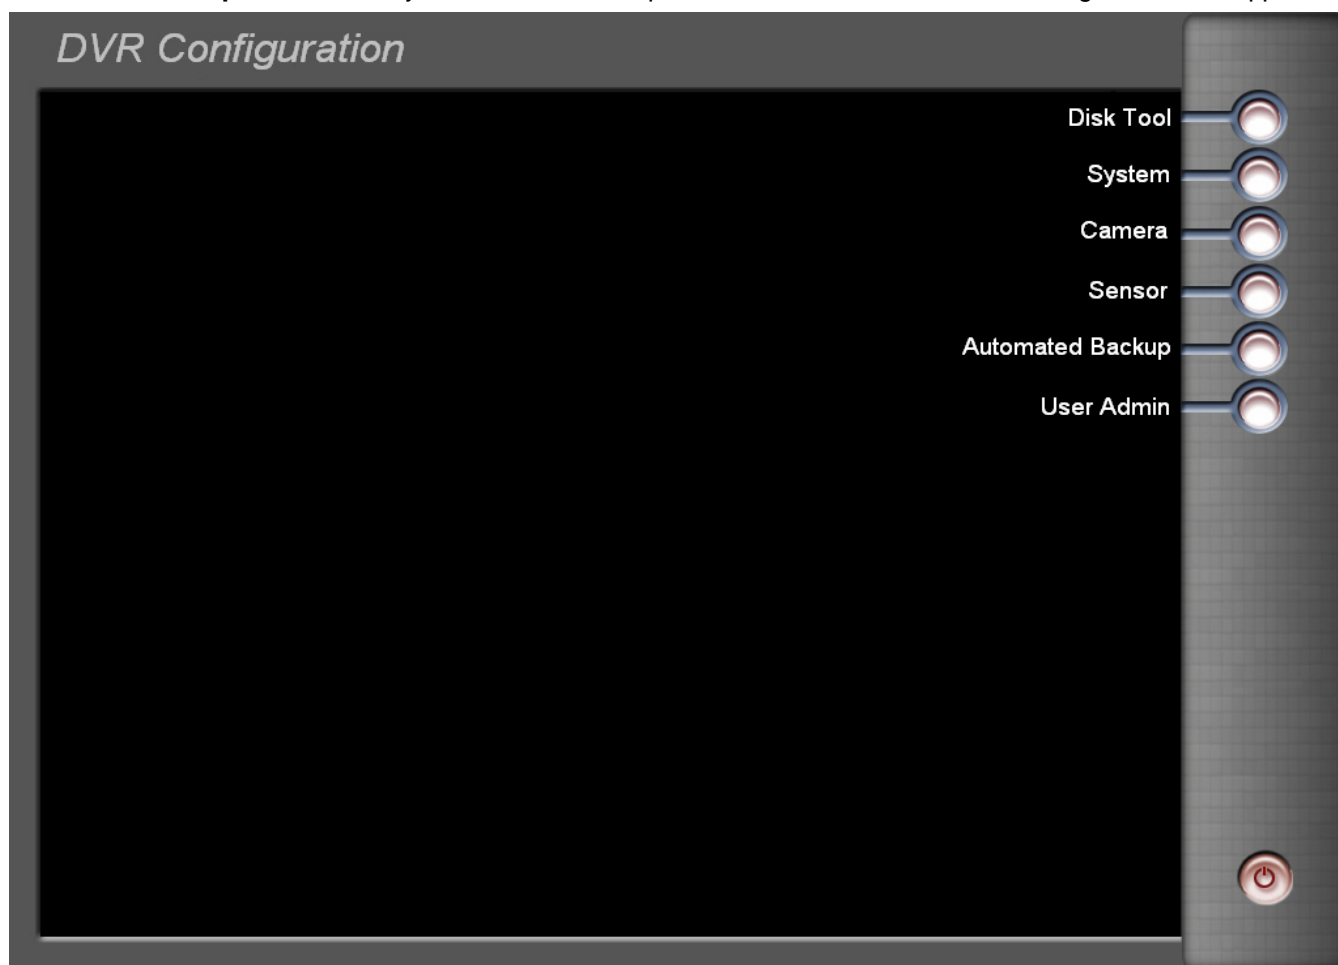 DVR Configuration
Disk Tool
System
Camera
Sensor
Automated Backup
User Admin